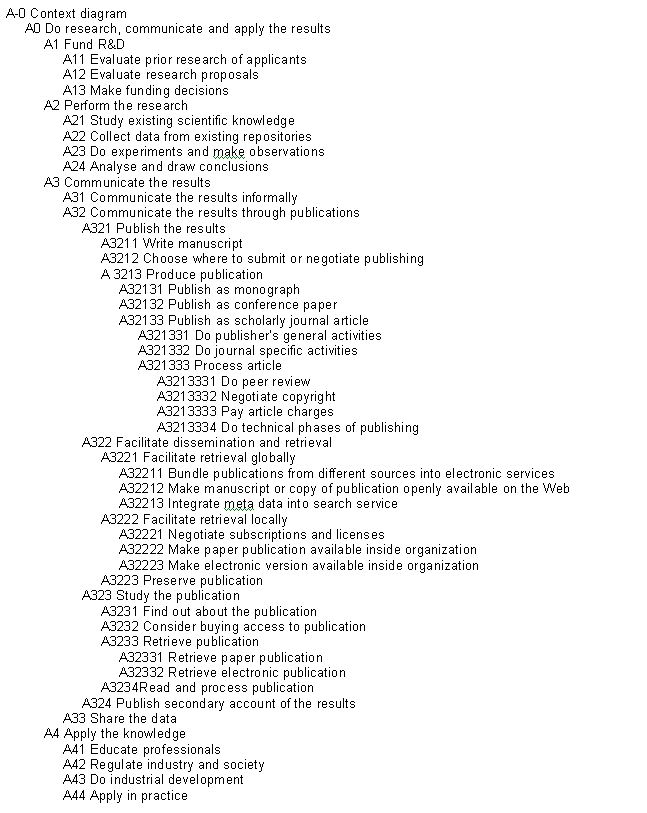 A-0 Context diagram
A0 Do research, communicate and apply the results
A1 Fund R&D
A11 Evaluate prior research of applicants
A12 Evaluate research proposals
A13 Make funding decisions
A2 Perform the research
A21 Study existing scientific knowledge
A22 Collect data from existing repositories
A23 Do experiments and make observations
A24 Analyse and draw conclusions
A3 Communicate the results
A31 Communicate the results informally
A32 Communicate the results through publications
A321 Publish the results
A3211 Write manuscript
A3212 Choose where to submit or negotiate publishing
A 3213 Produce publication
A32131 Publish as monograph
A32132 Publish as conference paper
A32133 Publish as scholarly journal article
A321331 Do publisher's general activities
A321332 Do journal specific activities
A321333 Process article
A3213331 Do peer review
A3213332 Negotiate copyright
A3213333 Pay article charges
A3213334 Do technical phases of publishing
A322 Facilitate dissemination and retrieval
A3221 Facilitate retrieval globally
A32211 Bundle publications from different sources into electronic services
A32212 Make manuscript or copy of publication openly available on the Web
A32213 Integrate meta data into search service
A3222 Facilitate retrieval locally
A32221 Negotiate subscriptions and licenses
A32222 Make paper publication available inside organization
A32223 Make electronic version available inside organization
A3223 Preserve publication
A323 Study the publication
A3231 Find out about the publication
A3232 Consider buying access to publication
A3233 Retrieve publication
A32331 Retrieve paper publication
A32332 Retrieve electronic publication
A3234Read and process publication
A324 Publish secondary account of the results
A33 Share the data
A4 Apply the knowledge
A41 Educate professionals
A42 Regulate industry and society
A43 Do industrial development
A44 Apply in practice